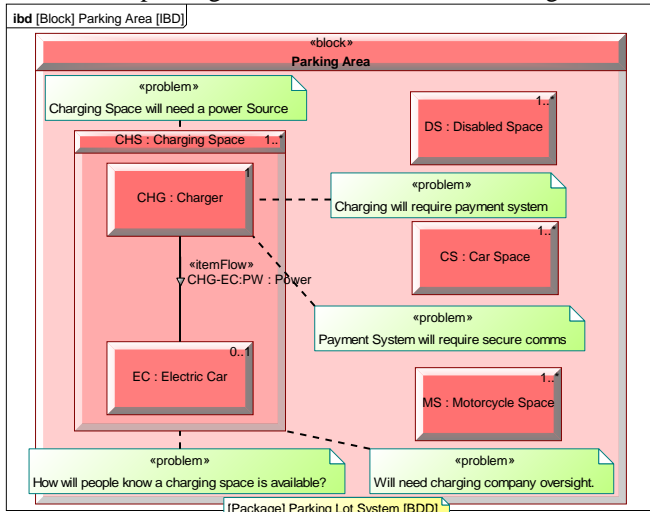 ibd [Block] Parking Area [IBD]
«block»
Parking Area
«problem»
Charging Space will need a power Source
1..*
DS : Disabled Space
CHS : Charging Space 1..*
1
CHG : Charger
«problem»
Charging will require payment system
1..*
CS : Car Space
«itemFlow»
CHG-EC:PW : Power
«problem»
Payment System will require secure comms
0..1
EC : Electric Car
1..*
MS : Motorcycle Space
«problem»
How will people know a charging space is available?
«problem»
Will need charging company oversight.
[Package] Parking Lot System [BDD]